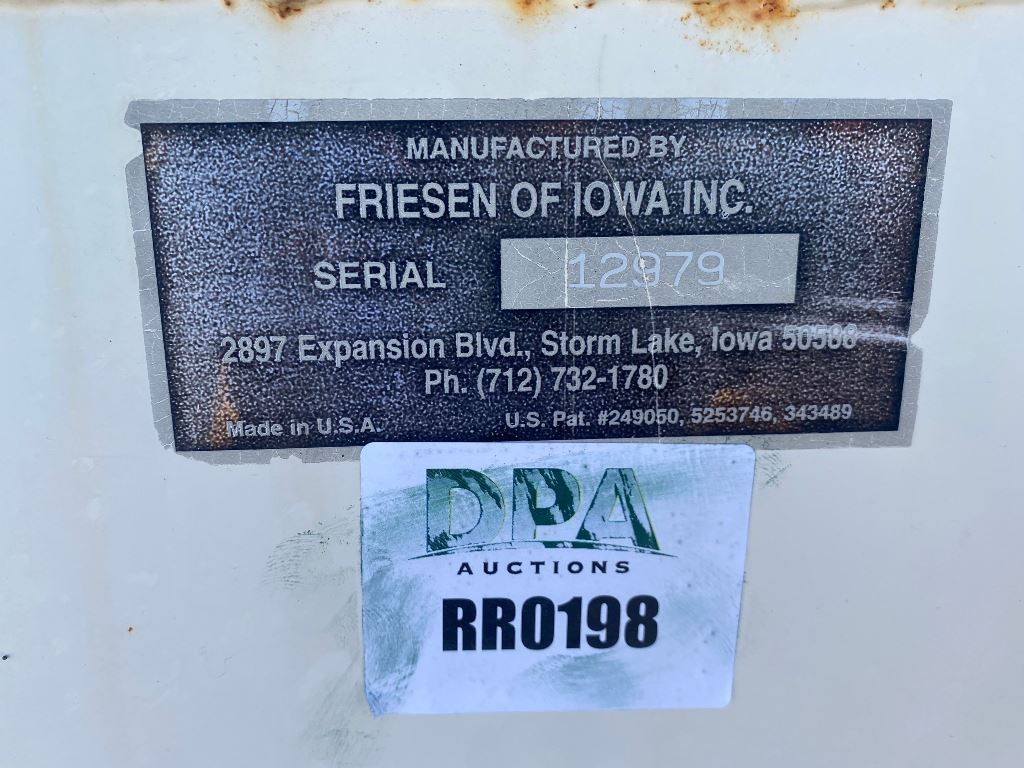 MANUFACTURED BY
FRIESEN OF IOWA INC.
SERIAL 12979
2897 Expansion Blvd., Storm Lake, Iowa 50588
Ph. (712) 732-1780
Made in U.S.A. U.S. Pat. #249050, 5253746, 343489
DPA
AUCTIONS
RR0198